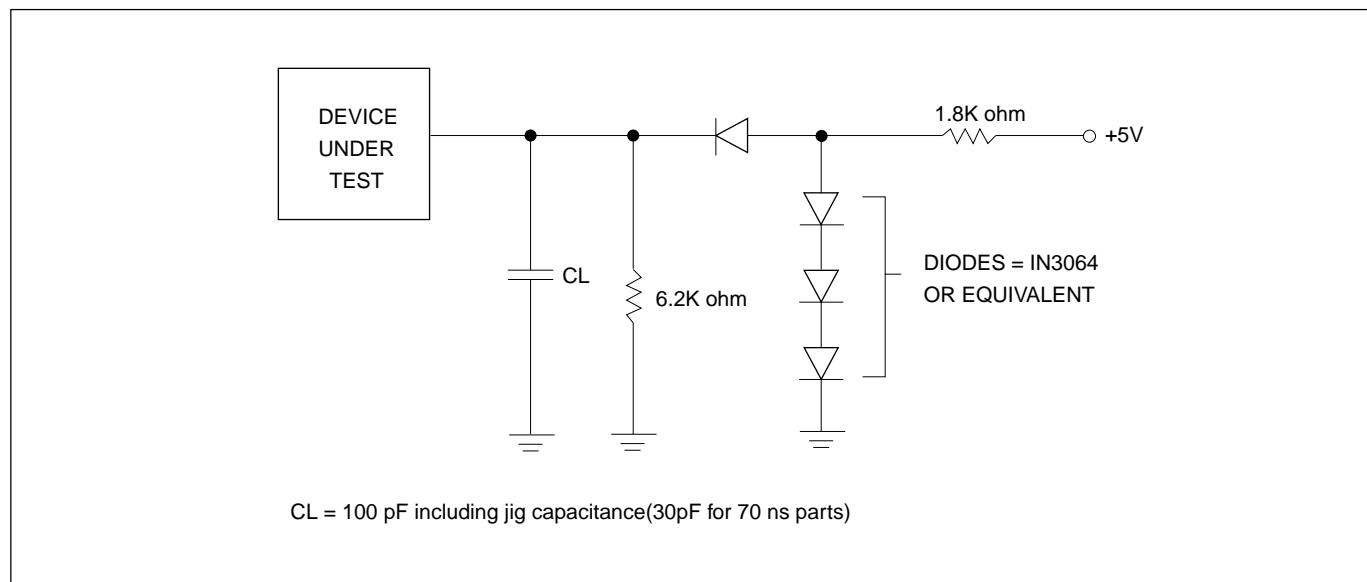 DEVICE
UNDER
TEST
1.8K ohm
+5V
CL
6.2K ohm
DIODES = IN3064
OR EQUIVALENT
CL = 100 pF including jig capacitance(30pF for 70 ns parts)